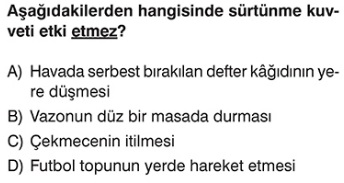 Aşağıdakilerden hangisinde sürtünme kuv-
veti etki etmez?
A) Havada serbest bırakılan defter kâğıdının ye-
re düşmesi
B) Vazonun düz bir masada durması
C) Çekmecenin itilmesi
D) Futbol topunun yerde hareket etmesi